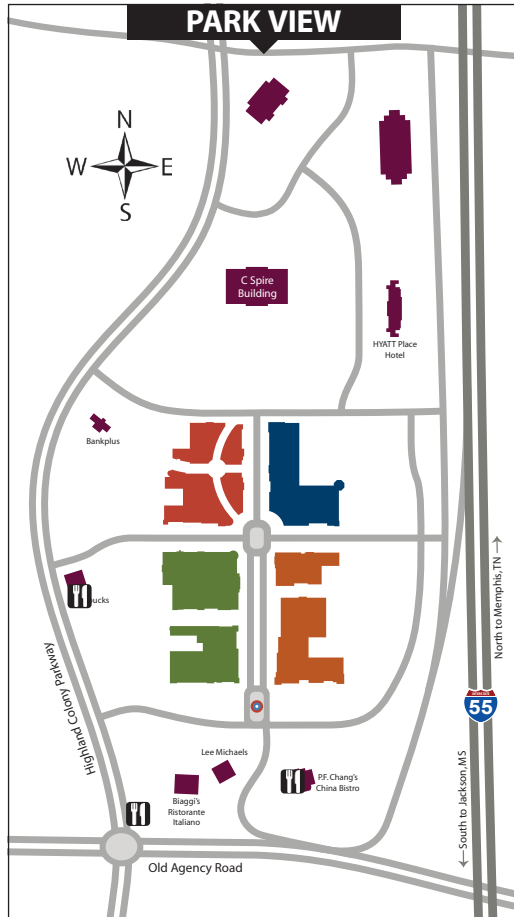 PARK VIEW
N
W
E
S
C Spire
Building
HYATT Place
Hotel
Bankplus
ucks
North to Memphis,TN
Highland Colony Parkway
INTERSTATE
55
Lee Michaels
P.F. Chang's
China Bistro
Biaggi's
Ristorante
Italiano
South to Jackson,MS
Old Agency Road